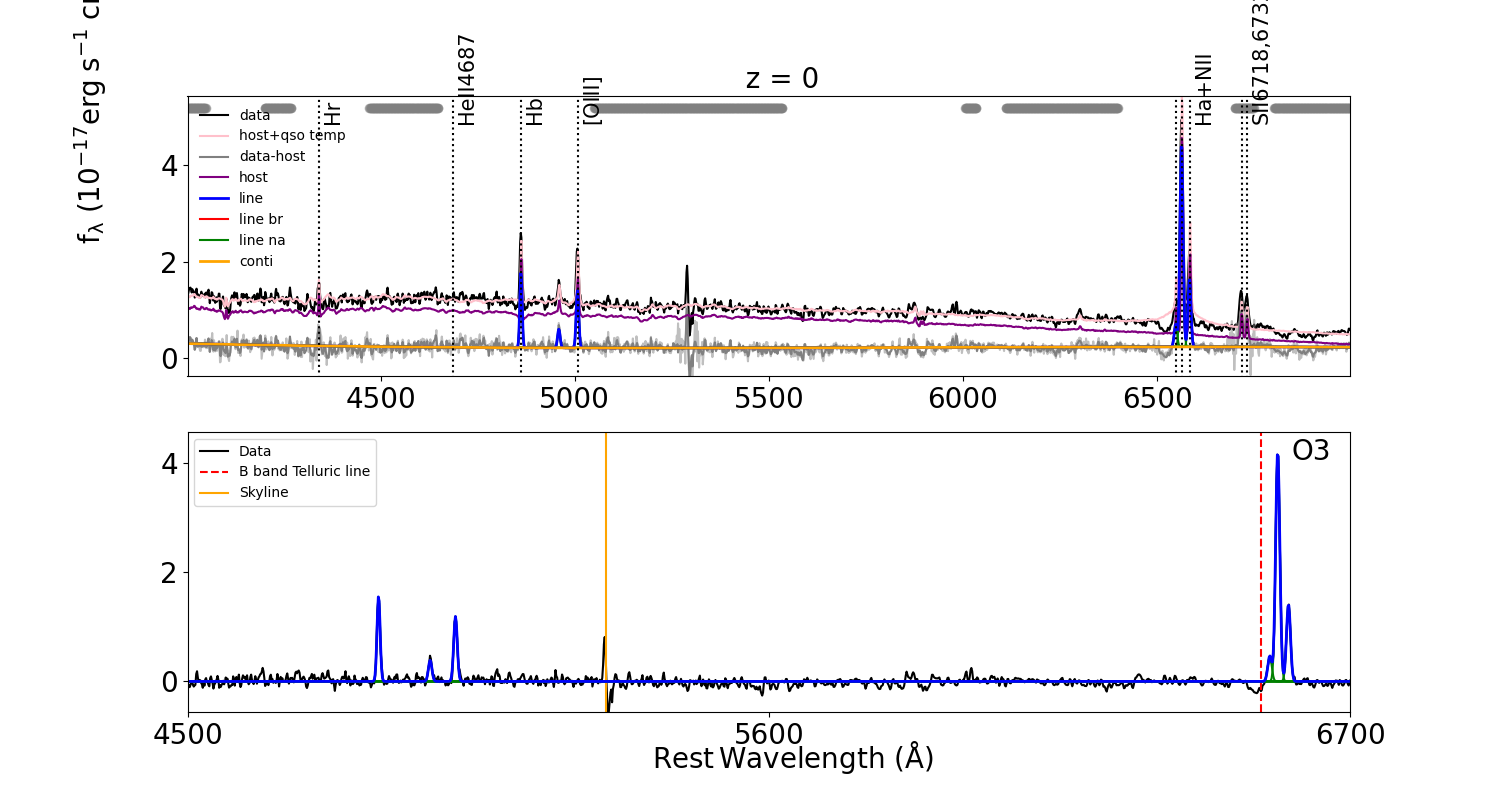 z = 0
f_λ (10^−17 erg s^−1
Hγ
HeII4687
Hb
[OIII]
Ha+NII
SII6718,673
data
host+qso temp
data-host
host
line
line br
line na
conti
4
2
0
4500
5000
5500
6000
6500
Data
B band Telluric line
Skyline
O3
4
2
0
4500
5600
6700
Rest Wavelength (Å)